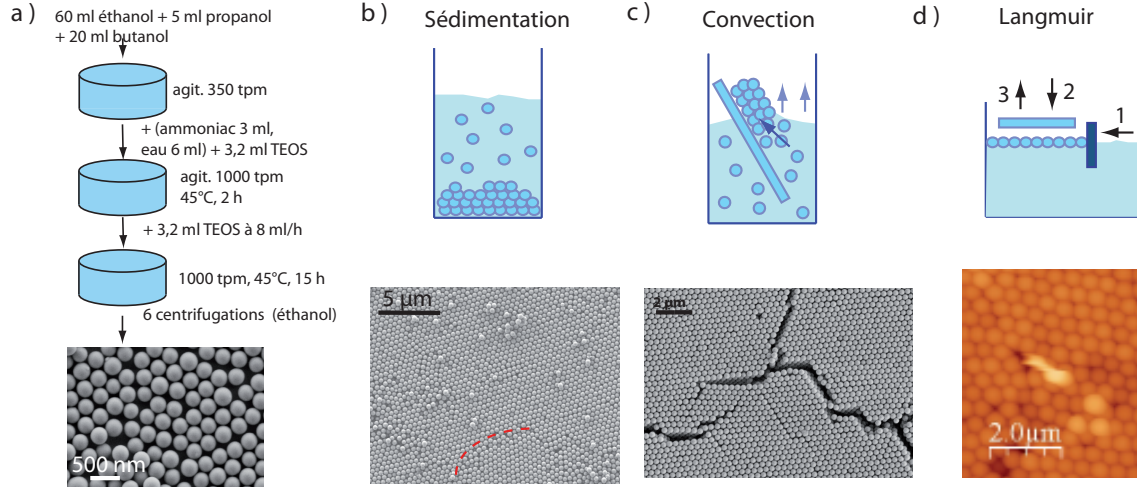 a )
60 ml éthanol + 5 ml propanol
+ 20 ml butanol
agit. 350 tpm
+ (ammoniac 3 ml,
eau 6 ml) + 3,2 ml TEOS
agit. 1000 tpm
45°C, 2 h
+ 3,2 ml TEOS à 8 ml/h
1000 tpm, 45°C, 15 h
6 centrifugations (éthanol)
500 nm
b )
Sédimentation
5 µm
c )
Convection
2 µm
d )
Langmuir
3
2
1
2.0µm